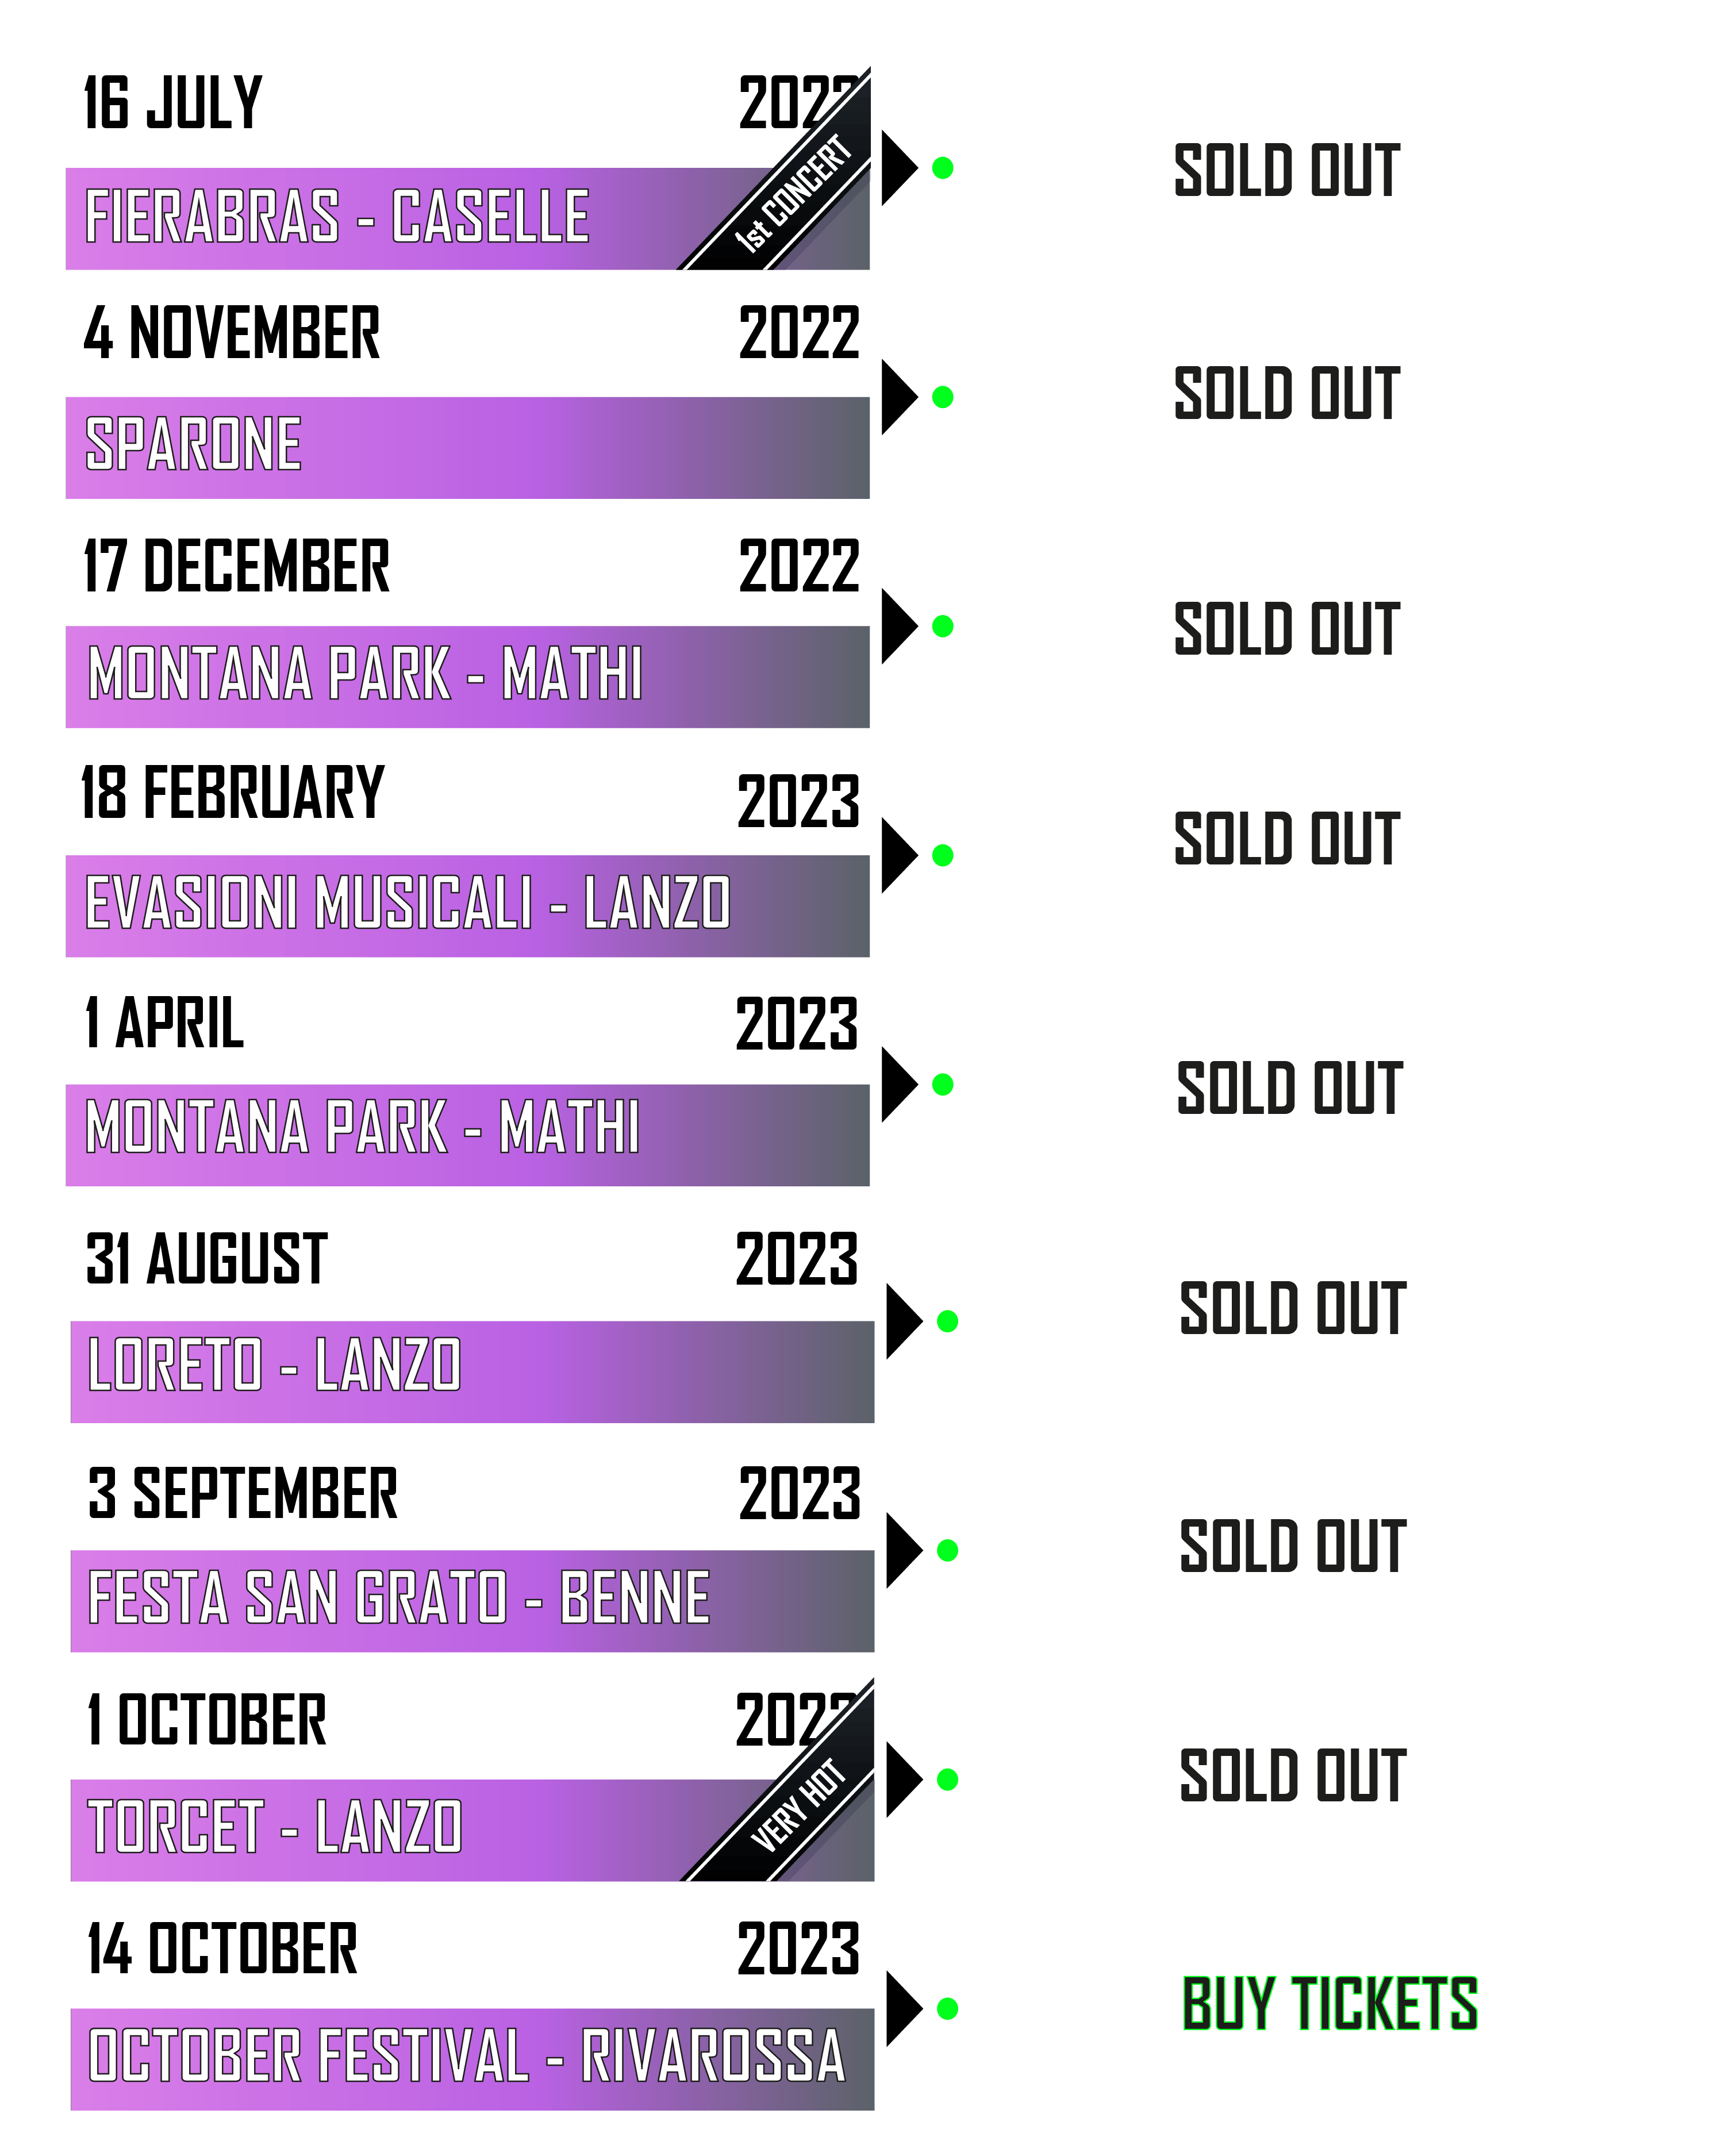 16 JULY 2022
1st CONCERT
SOLD OUT
FIERABRAS - CASELLE
4 NOVEMBER 2022
SOLD OUT
SPARONE
17 DECEMBER 2022
SOLD OUT
MONTANA PARK - MATHI
18 FEBRUARY 2023
SOLD OUT
EVASIONI MUSICALI - LANZO
1 APRIL 2023
SOLD OUT
MONTANA PARK - MATHI
31 AUGUST 2023
SOLD OUT
LORETO - LANZO
3 SEPTEMBER 2023
SOLD OUT
FESTA SAN GRATO - BENNE
1 OCTOBER 2023
VERY HOT
SOLD OUT
TORCET - LANZO
14 OCTOBER 2023
BUY TICKETS
OCTOBER FESTIVAL - RIVAROSSA